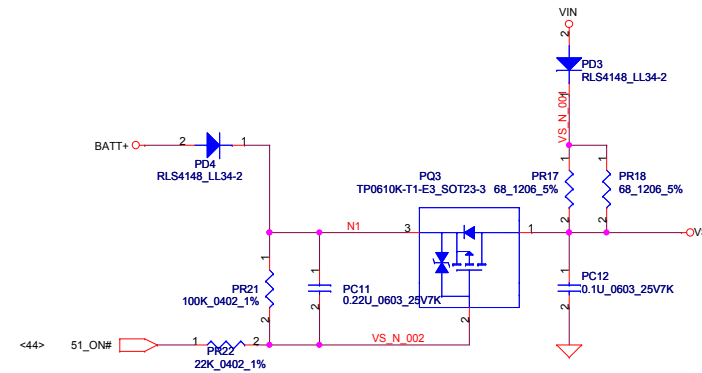 VIN
2
PD3
RLS4148_LL34-2
1
VS_N_001
BATT+
2
1
PD4
RLS4148_LL34-2
PQ3
TP0610K-T1-E3_SOT23-3
1
PR17
68_1206_5%
2
1
PR18
68_1206_5%
2
N1
3
1
1
PR21
100K_0402_1%
2
1
PC11
0.22U_0603_25V7K
2
2
1
PC12
0.1U_0603_25V7K
2
<44>
51_ON#
1
2
PR22
22K_0402_1%
VS_N_002